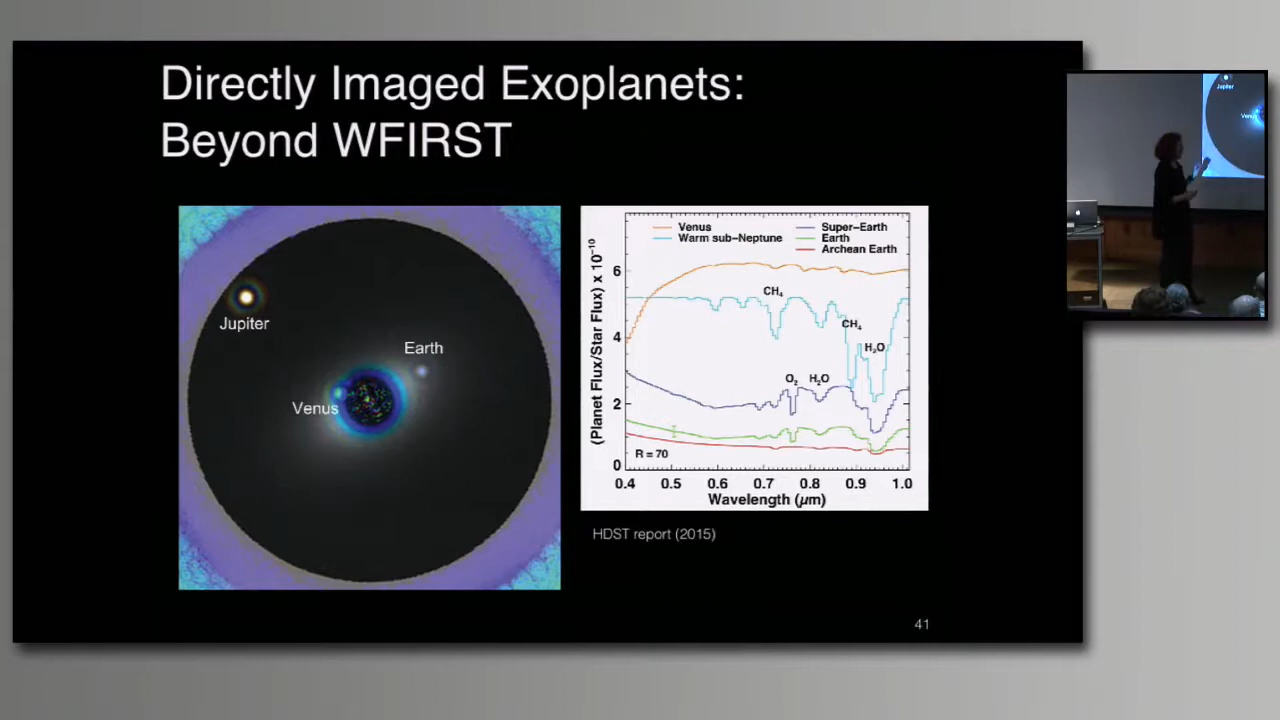 Directly Imaged Exoplanets:
Beyond WFIRST
Jupiter
Earth
Venus
(Planet Flux/Star Flux) x 10⁻¹⁰
Venus
Warm sub-Neptune
Super-Earth
Earth
Archean Earth
6
4
2
0
CH₄
CH₄
H₂O
O₂
H₂O
R = 70
0.4 0.5 0.6 0.7 0.8 0.9 1.0
Wavelength (μm)
HDST report (2015)
41
Jupiter
Venus